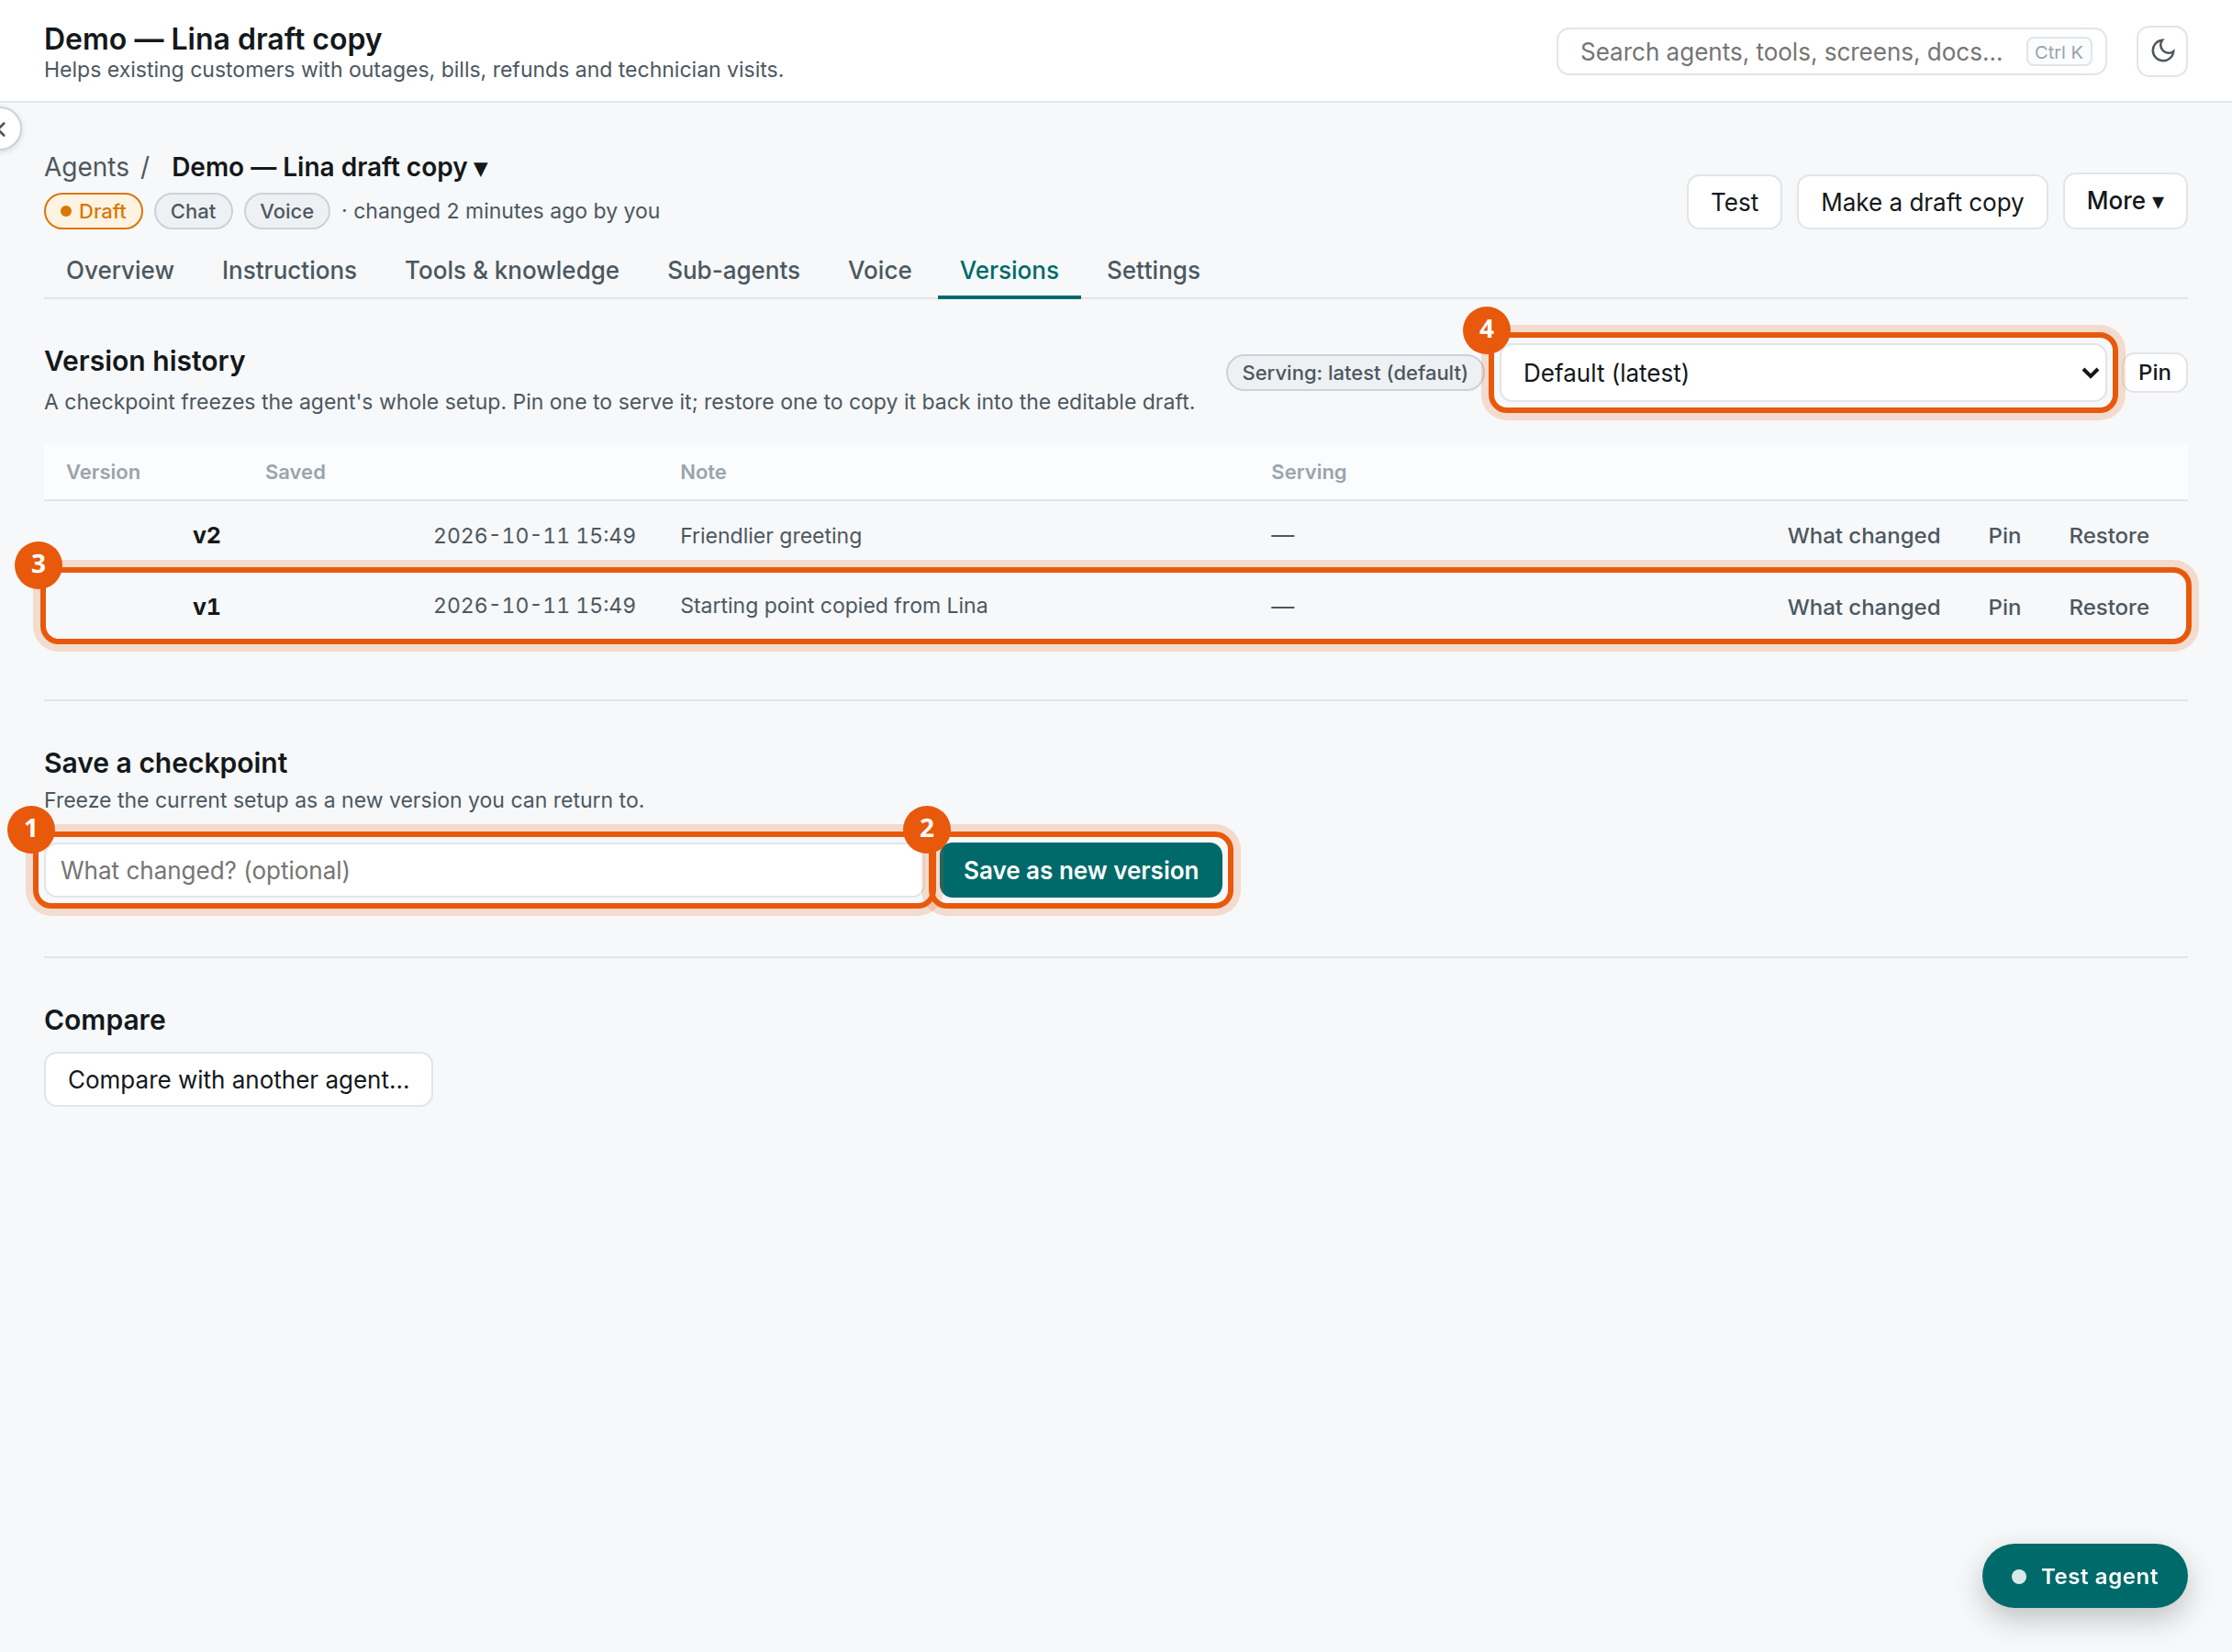 Demo — Lina draft copy
Helps existing customers with outages, bills, refunds and technician visits.
Search agents, tools, screens, docs... Ctrl K
Agents / Demo — Lina draft copy ▾
Draft Chat Voice · changed 2 minutes ago by you
Test Make a draft copy More ▾
Overview Instructions Tools & knowledge Sub-agents Voice Versions Settings
4
Version history
Serving: latest (default) Default (latest) Pin
A checkpoint freezes the agent's whole setup. Pin one to serve it; restore one to copy it back into the editable draft.
Version Saved Note Serving
v2 2026-10-11 15:49 Friendlier greeting — What changed Pin Restore
3
v1 2026-10-11 15:49 Starting point copied from Lina — What changed Pin Restore
Save a checkpoint
Freeze the current setup as a new version you can return to.
1 2
What changed? (optional) Save as new version
Compare
Compare with another agent...
Test agent